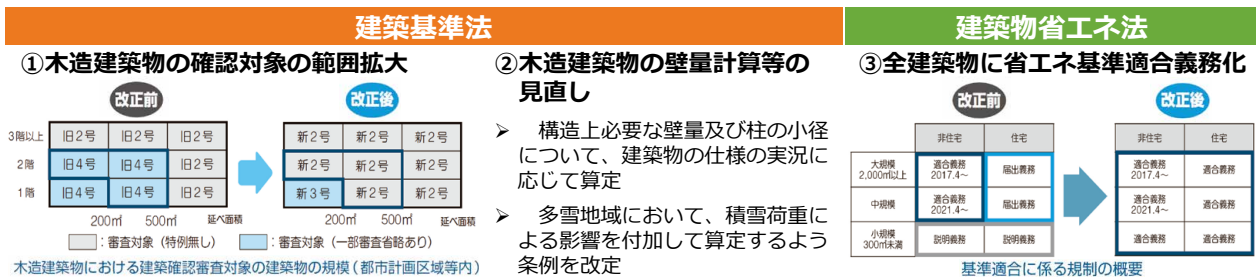 建築基準法
建築物省エネ法
①木造建築物の確認対象の範囲拡大
改正前
改正後
3階以上 旧2号 旧2号 旧2号
2階 旧4号 旧4号 旧2号
1階 旧4号 旧4号 旧2号
200㎡ 500㎡ 延べ面積
新2号 新2号 新2号
新2号 新2号 新2号
新3号 新2号 新2号
200㎡ 500㎡ 延べ面積
:審査対象(特例無し) :審査対象(一部審査省略あり)
木造建築物における建築確認審査対象の建築物の規模(都市計画区域等内)
②木造建築物の壁量計算等の
見直し
➢ 構造上必要な壁量及び柱の小径
について、建築物の仕様の実況に
応じて算定
➢ 多雪地域において、積雪荷重に
よる影響を付加して算定するよう
条例を改定
③全建築物に省エネ基準適合義務化
改正前
改正後
非住宅 住宅
大規模
2,000㎡以上
適合義務
2017.4~
届出義務
中規模
適合義務
2021.4~
届出義務
小規模
300㎡未満
説明義務 説明義務
非住宅 住宅
適合義務
2017.4~
適合義務
適合義務
2021.4~
適合義務
適合義務 適合義務
基準適合に係る規制の概要